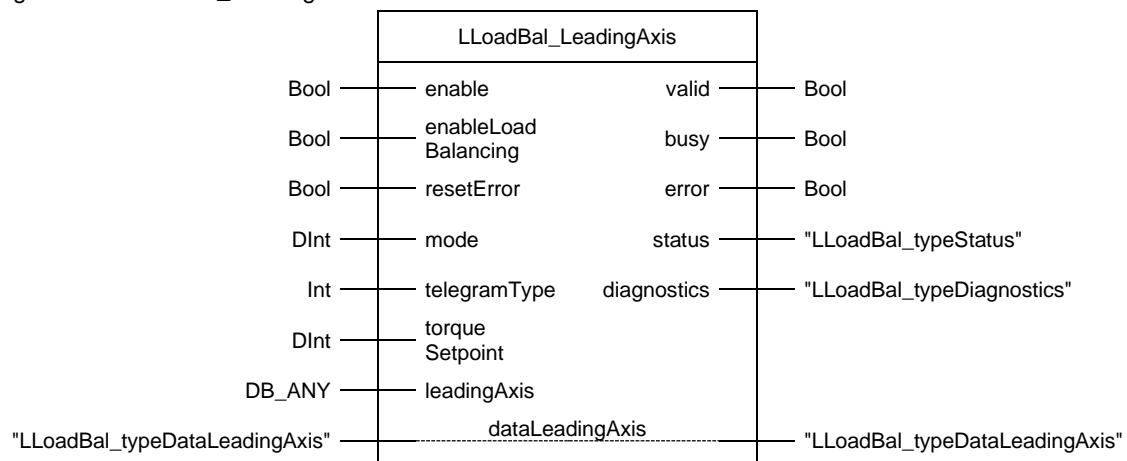 LLoadBal_LeadingAxis
Bool enable valid Bool
Bool enableLoad
Balancing busy Bool
Bool resetError error Bool
DInt mode status "LLoadBal_typeStatus"
Int telegramType diagnostics "LLoadBal_typeDiagnostics"
DInt torque
Setpoint
DB_ANY leadingAxis
"LLoadBal_typeDataLeadingAxis" dataLeadingAxis "LLoadBal_typeDataLeadingAxis"